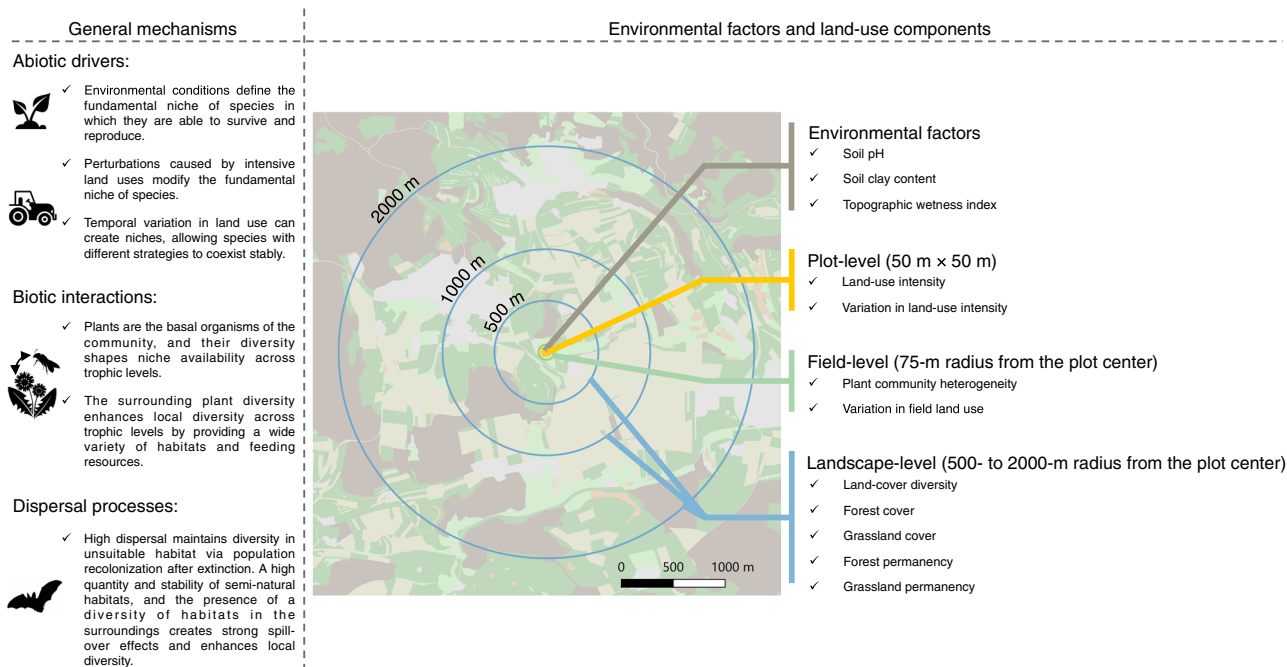 General mechanisms
Environmental factors and land-use components
Abiotic drivers:
✓ Environmental conditions define the
fundamental niche of species in
which they are able to survive and
reproduce.
✓ Perturbations caused by intensive
land uses modify the fundamental
niche of species.
✓ Temporal variation in land use can
create niches, allowing species with
different strategies to coexist stably.
Biotic interactions:
✓ Plants are the basal organisms of the
community, and their diversity
shapes niche availability across
trophic levels.
✓ The surrounding plant diversity
enhances local diversity across
trophic levels by providing a wide
variety of habitats and feeding
resources.
Dispersal processes:
✓ High dispersal maintains diversity in
unsuitable habitat via population
recolonization after extinction. A high
quantity and stability of semi-natural
habitats, and the presence of a
diversity of habitats in the
surroundings creates strong spill-
over effects and enhances local
diversity.
2000 m
1000 m
500 m
0 500 1000 m
Environmental factors
✓ Soil pH
✓ Soil clay content
✓ Topographic wetness index
Plot-level (50 m × 50 m)
✓ Land-use intensity
✓ Variation in land-use intensity
Field-level (75-m radius from the plot center)
✓ Plant community heterogeneity
✓ Variation in field land use
Landscape-level (500- to 2000-m radius from the plot center)
✓ Land-cover diversity
✓ Forest cover
✓ Grassland cover
✓ Forest permanency
✓ Grassland permanency